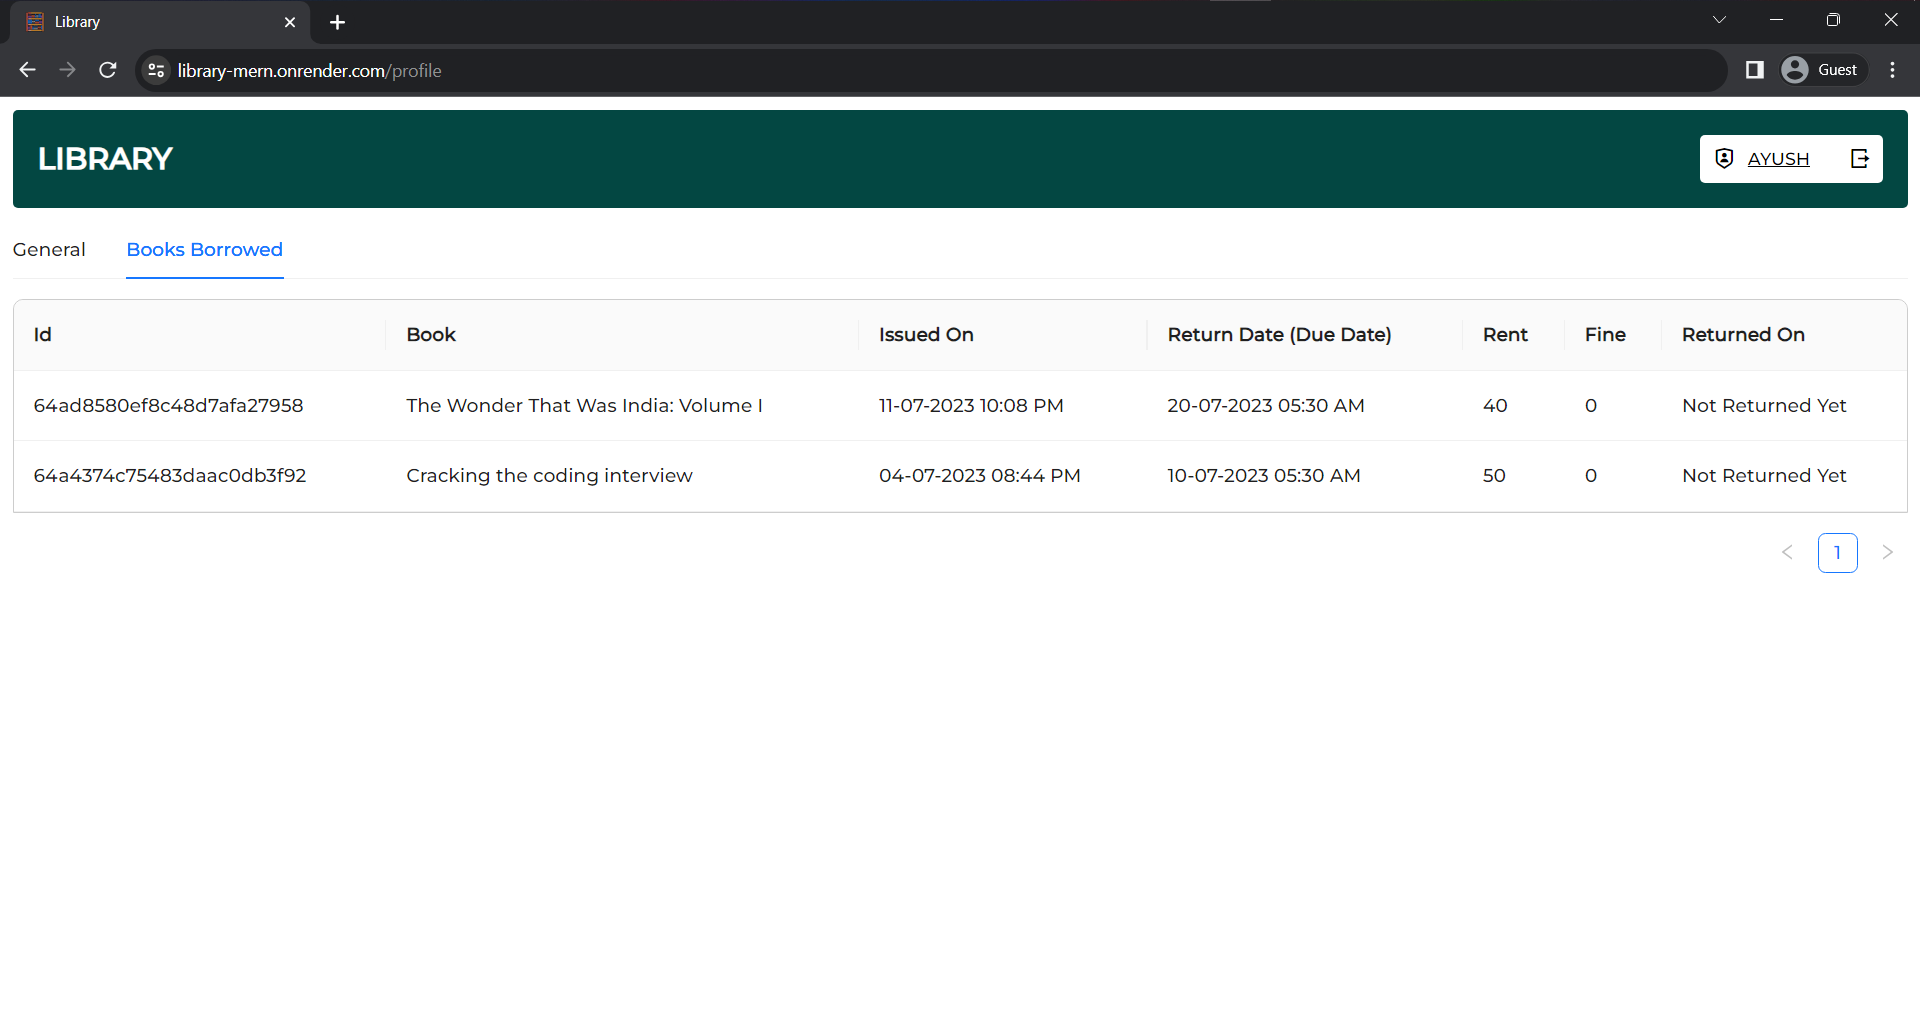 Library
library-mern.onrender.com/profile
Guest
LIBRARY
AYUSH
General Books Borrowed
Id Book Issued On Return Date (Due Date) Rent Fine Returned On
64ad8580ef8c48d7afa27958 The Wonder That Was India: Volume I 11-07-2023 10:08 PM 20-07-2023 05:30 AM 40 0 Not Returned Yet
64a4374c75483daac0db3f92 Cracking the coding interview 04-07-2023 08:44 PM 10-07-2023 05:30 AM 50 0 Not Returned Yet
1